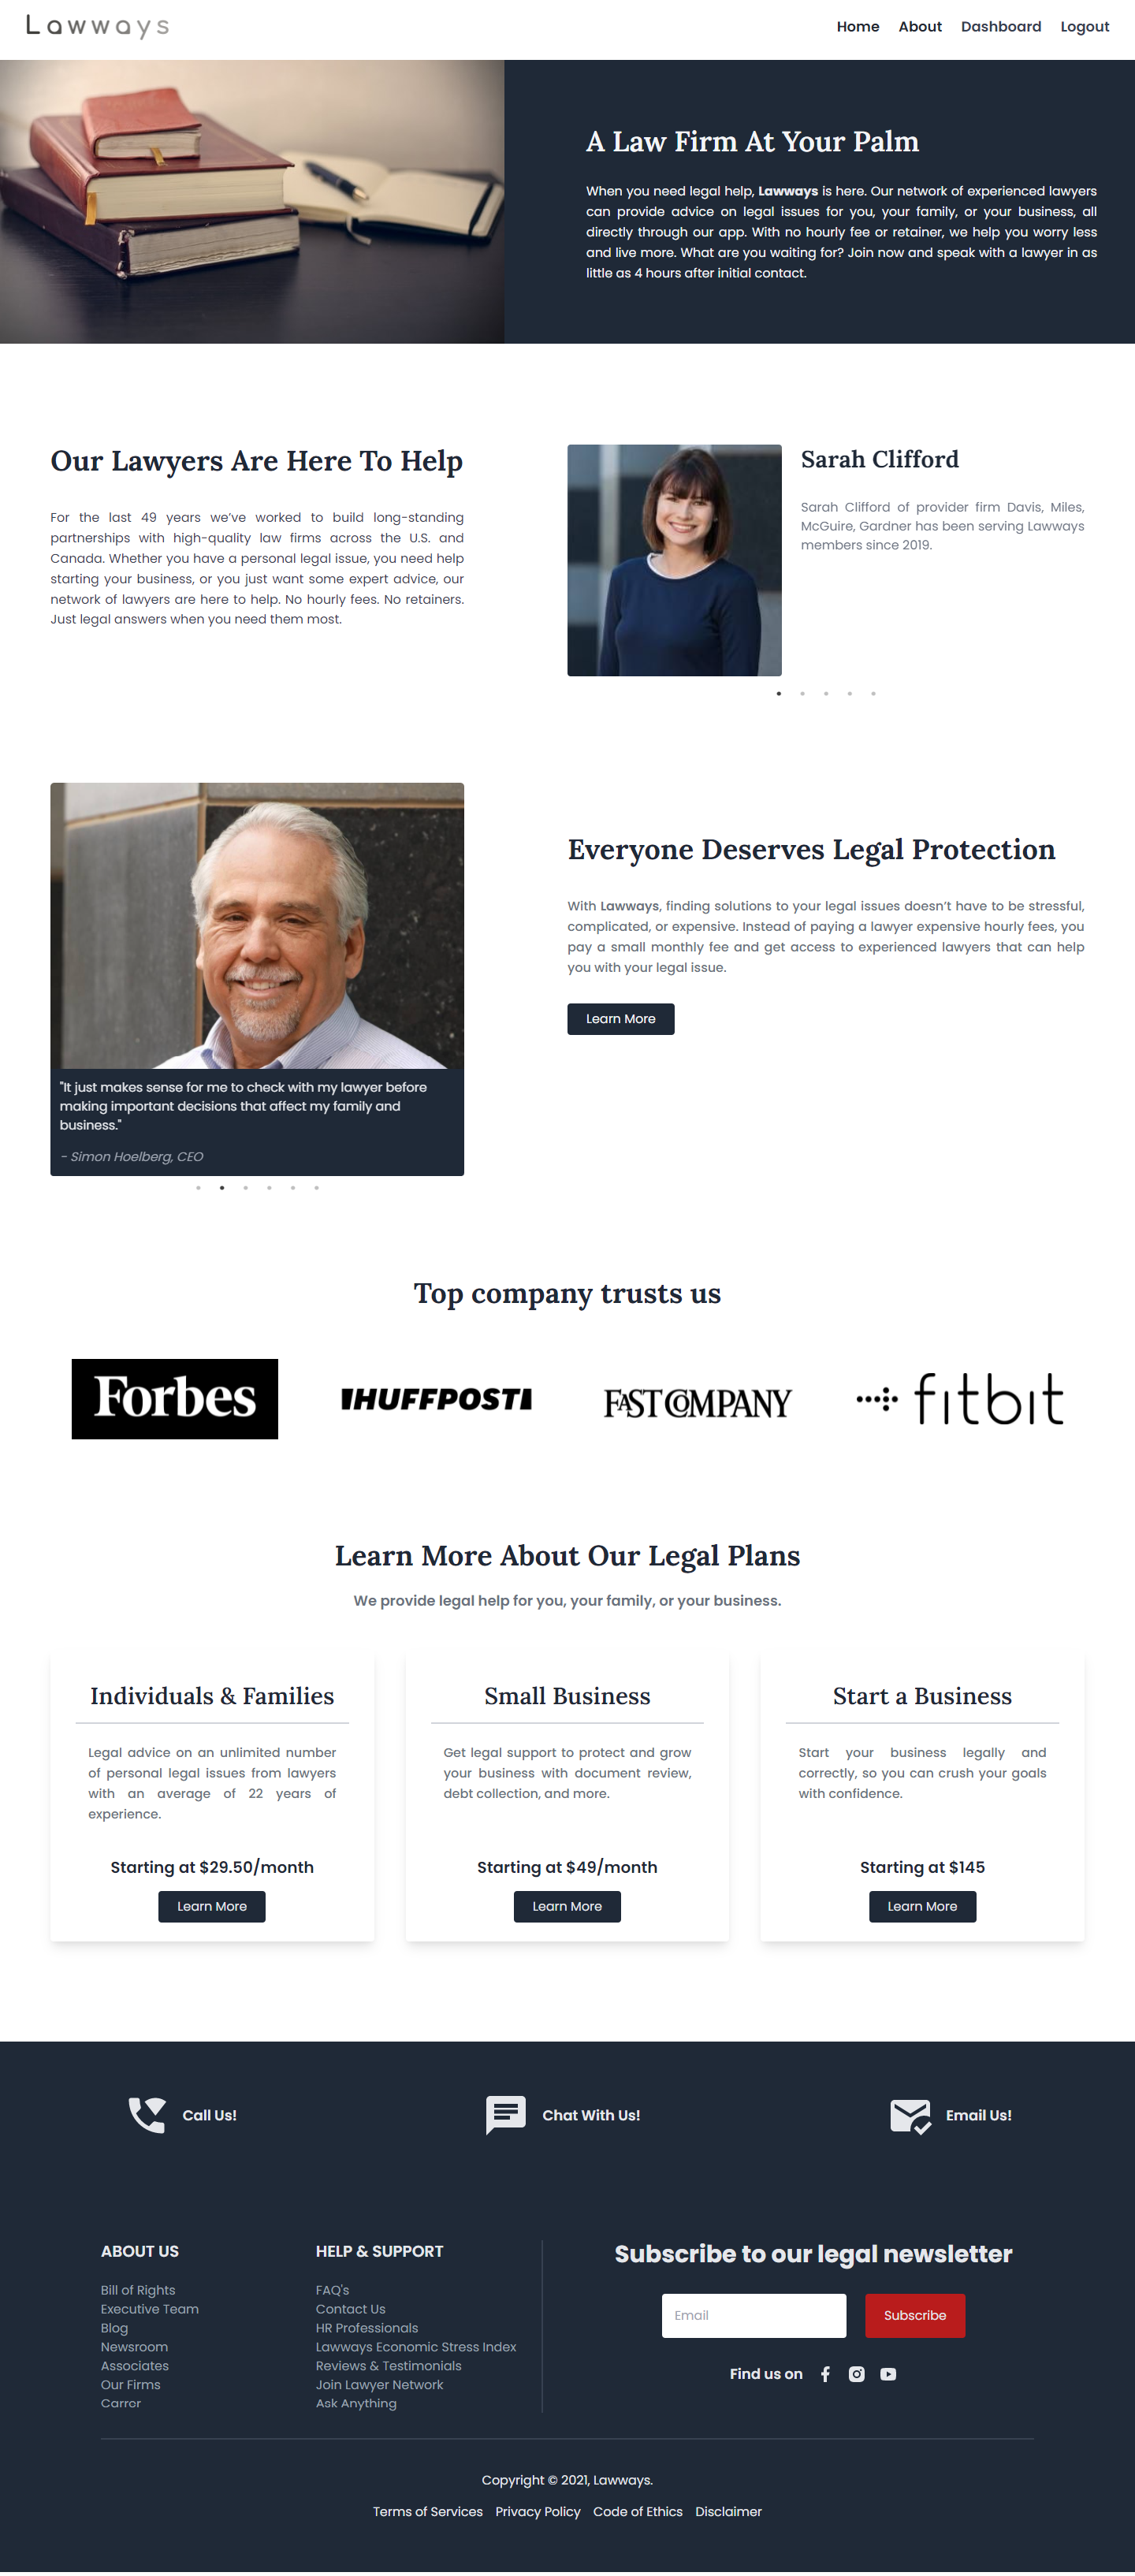 Lawways
Home About Dashboard Logout
A Law Firm At Your Palm
When you need legal help, Lawways is here. Our network of experienced lawyers
can provide advice on legal issues for you, your family, or your business, all
directly through our app. With no hourly fee or retainer, we help you worry less
and live more. What are you waiting for? Join now and speak with a lawyer in as
little as 4 hours after initial contact.
Our Lawyers Are Here To Help
For the last 49 years we’ve worked to build long-standing
partnerships with high-quality law firms across the U.S. and
Canada. Whether you have a personal legal issue, you need help
starting your business, or you just want some expert advice, our
network of lawyers are here to help. No hourly fees. No retainers.
Just legal answers when you need them most.
Sarah Clifford
Sarah Clifford of provider firm Davis, Miles,
McGuire, Gardner has been serving Lawways
members since 2019.
"It just makes sense for me to check with my lawyer before
making important decisions that affect my family and
business."
- Simon Hoelberg, CEO
Everyone Deserves Legal Protection
With Lawways, finding solutions to your legal issues doesn’t have to be stressful,
complicated, or expensive. Instead of paying a lawyer expensive hourly fees, you
pay a small monthly fee and get access to experienced lawyers that can help
you with your legal issue.
Learn More
Top company trusts us
Forbes
HUFFPOST
FAST COMPANY
fitbit
Learn More About Our Legal Plans
We provide legal help for you, your family, or your business.
Individuals & Families
Legal advice on an unlimited number
of personal legal issues from lawyers
with an average of 22 years of
experience.
Starting at $29.50/month
Learn More
Small Business
Get legal support to protect and grow
your business with document review,
debt collection, and more.
Starting at $49/month
Learn More
Start a Business
Start your business legally and
correctly, so you can crush your goals
with confidence.
Starting at $145
Learn More
Call Us!
Chat With Us!
Email Us!
ABOUT US
Bill of Rights
Executive Team
Blog
Newsroom
Associates
Our Firms
Carror
HELP & SUPPORT
FAQ's
Contact Us
HR Professionals
Lawways Economic Stress Index
Reviews & Testimonials
Join Lawyer Network
Ask Anything
Subscribe to our legal newsletter
Email
Subscribe
Find us on
Copyright © 2021, Lawways.
Terms of Services Privacy Policy Code of Ethics Disclaimer